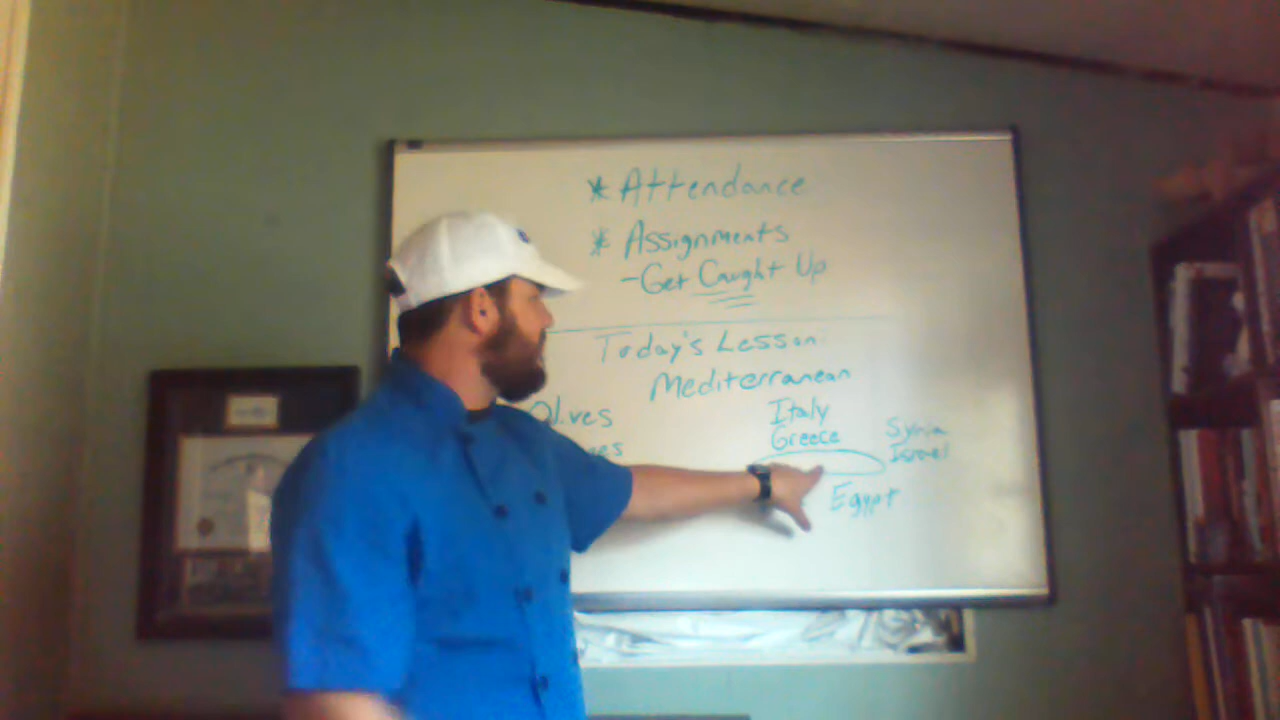 * Attendance
* Assignments
- Get Caught Up
Today's Lesson
Mediterranean
Olives
Italy
Greece
Syria
Israel
Egypt